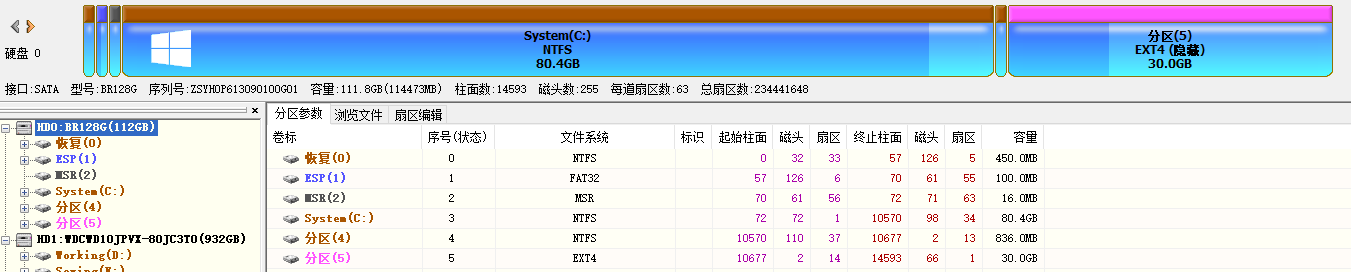 System(C:)
NTFS
80.4GB
分区(5)
EXT4 (隐藏)
30.0GB
硬盘 0
接口:SATA 型号:BR128G 序列号:ZSYHOP613090100G01 容量:111.8GB(114473MB) 柱面数:14593 磁头数:255 每道扇区数:63 总扇区数:234441648
HD0:BR128G(112GB)
恢复(0)
ESP(1)
MSR(2)
System(C:)
分区(4)
分区(5)
HD1:WDCWD10JPVX-80JC3T0(932GB)
Working(D:)
分区参数 浏览文件 扇区编辑
卷标 序号(状态) 文件系统 标识 起始柱面 磁头 扇区 终止柱面 磁头 扇区 容量
恢复(0) 0 NTFS 0 32 33 57 126 5 450.0MB
ESP(1) 1 FAT32 57 126 6 70 61 55 100.0MB
MSR(2) 2 MSR 70 61 56 72 71 63 16.0MB
System(C:) 3 NTFS 72 72 1 10570 98 34 80.4GB
分区(4) 4 NTFS 10570 110 37 10677 2 13 836.0MB
分区(5) 5 EXT4 10677 2 14 14593 66 1 30.0GB